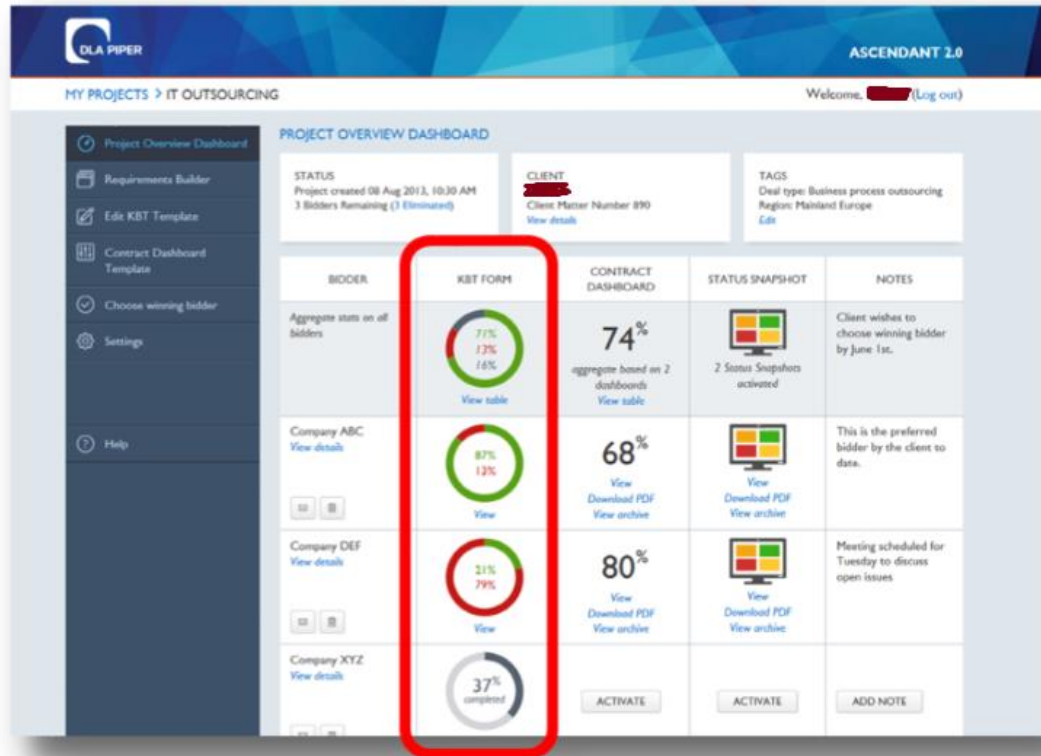 DLA PIPER
ASCENDANT 2.0
MY PROJECTS > IT OUTSOURCING
Welcome, (Log out)
Project Overview Dashboard
Requirements Builder
Edit KBT Template
Contract Dashboard
Template
Choose winning bidder
Settings
Help
PROJECT OVERVIEW DASHBOARD
STATUS
Project created 08 Aug 2013, 10:30 AM
3 Bidders Remaining (3 Eliminated)
CLIENT
Client Matter Number 890
View details
TAGS
Deal type: Business process outsourcing
Region: Mainland Europe
Edit
BIDDER
KBT FORM
CONTRACT
DASHBOARD
STATUS SNAPSHOT
NOTES
Aggregate stats on all
bidders
71%
13%
16%
View table
74%
aggregate based on 2
dashboards
View table
2 Status Snapshots
activated
Client wishes to
choose winning bidder
by June 1st.
Company ABC
View details
87%
13%
View
68%
View
Download PDF
View archive
View
Download PDF
View archive
This is the preferred
bidder by the client to
date.
Company DEF
View details
21%
79%
View
80%
View
Download PDF
View archive
View
Download PDF
View archive
Meeting scheduled for
Tuesday to discuss
open issues
Company XYZ
View details
37%
completed
ACTIVATE
ACTIVATE
ADD NOTE